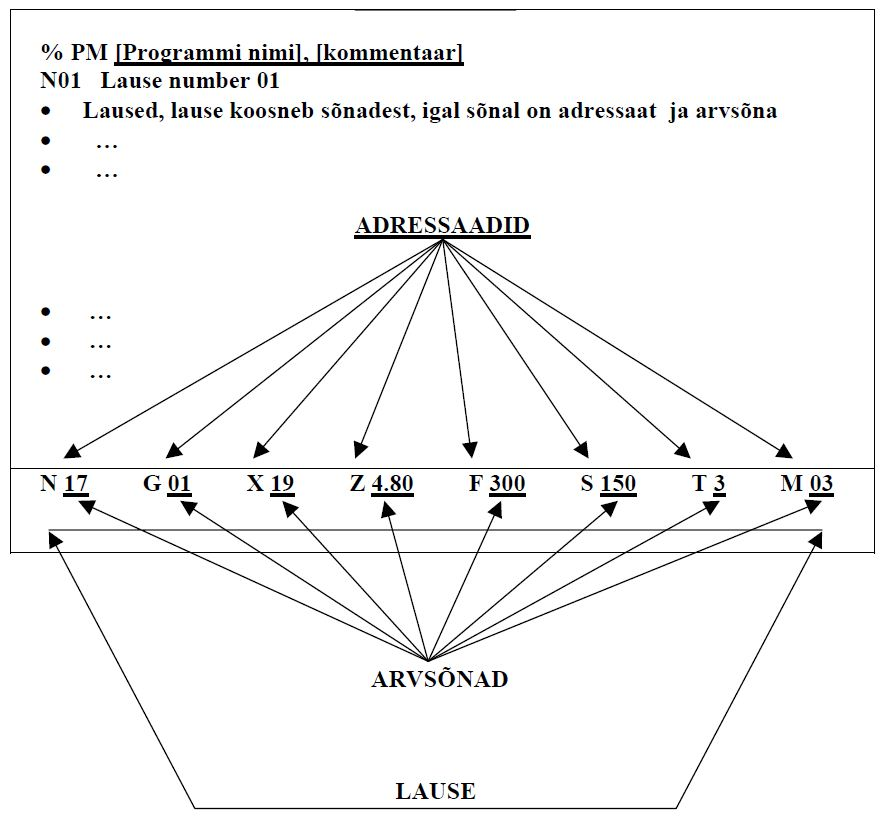 % PM [Programmi nimi], [kommentaar]
N01 Lause number 01
• Laused, lause koosneb sõnadest, igal sõnal on adressaat ja arvsõna
• …
• …
ADRESSAADID
• …
• …
• …
N 17 G 01 X 19 Z 4.80 F 300 S 150 T 3 M 03
ARVSÕNAD
LAUSE